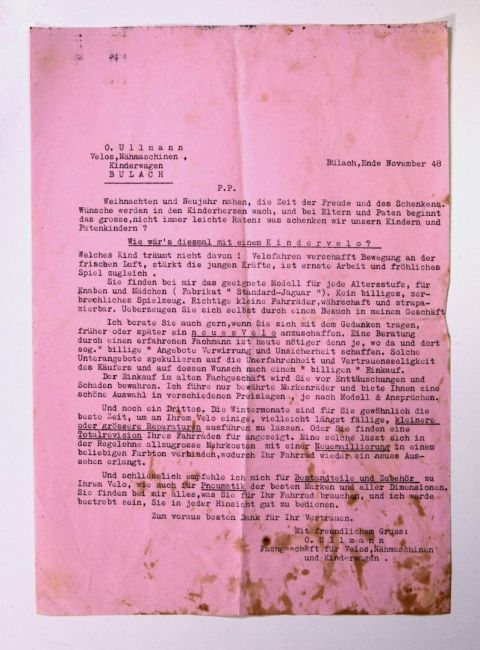 O. U l l m a n n
Velos, Nähmaschinen,
Kinderwagen
B Ü L A C H
Bülach, Ende November 48
P.P.
Weihnachten und Neujahr nahen, die Zeit der Freude und des Schenkens.
Wünsche werden in den Kinderherzen wach, und bei Eltern und Paten beginnt
das grosse, nicht immer leichte Raten: was schenken wir unsern Kindern und
Patenkindern ?
Wie wär's diesmal mit einem K i n d e r v e l o ?
Welches Kind träumt nicht davon ! Velofahren verschafft Bewegung an der
frischen Luft, stärkt die jungen Kräfte, ist ernste Arbeit und fröhliches
Spiel zugleich .
Sie finden bei mir das geeignete Modell für jede Altersstufe, für
Knaben und Mädchen ( Fabrikat " Standard-Jaguar "). Kein billiges, zer-
brechliches Spielzeug. Richtige kleine Fahrräder, währschaft und strapa-
zierbar. Ueberzeugen Sie sich selbst durch einen Besuch in meinem Geschäft
Ich berate Sie auch gern, wenn Sie sich mit dem Gedanken tragen,
früher oder später ein n e u e s V e l o anzuschaffen. Eine Beratung
durch einen erfahrenen Fachmann ist heute nötiger denn je, wo da und dort
sog." billige " Angebote Verwirrung und Unsicherheit schaffen. Solche
Unterangebote spekulieren auf die Unerfahrenheit und Vertrauensseligkeit
des Käufers und auf dessen Wunsch nach einem " billigen " Einkauf.
Der Einkauf im alten Fachgeschäft wird Sie vor Enttäuschungen und
Schaden bewahren. Ich führe nur bewährte Markenräder und biete Ihnen eine
schöne Auswahl in verschiedenen Preislagen, je nach Modell & Ansprüchen.
Und noch ein Drittes. Die Wintermonate sind für Sie gewöhnlich die
beste Zeit, um an Ihrem Velo einige, vielleicht längst fällige, kleinere
oder grössere Reparaturen ausführen zu lassen. Oder Sie finden eine
Totalrevision Ihres Fahrrades für angezeigt. Eine solche lässt sich in
der Regel ohne allzugrosse Mehrkosten mit einer Neuemaillierung in einem
beliebigen Farbton verbinden, wodurch Ihr Fahrrad wieder ein neues Aus-
sehen erlangt.
Und schliesslich empfehle ich mich für Bestandteile und Zubehör zu
Ihrem Velo, wie auch für Pneumatik der besten Marken und aller Dimensionen.
Sie finden bei mir alles, was Sie für Ihr Fahrrad brauchen, und ich werde
bestrebt sein, Sie in jeder Hinsicht gut zu bedienen.
Zum voraus besten Dank für Ihr Vertrauen.
Mit freundlichem Gruss:
O. U l l m a n n
Fachgeschäft für Velos, Nähmaschinen
und Kinderwagen .